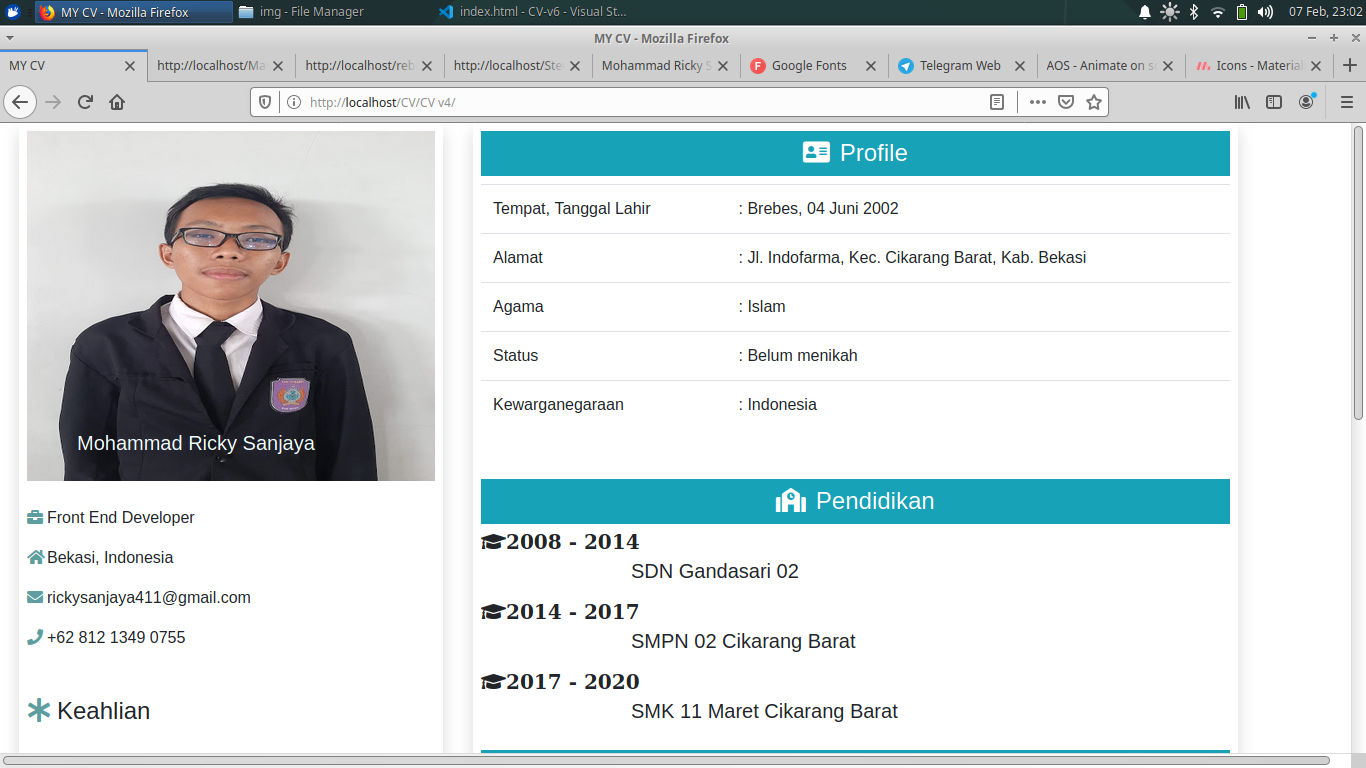 MY CV - Mozilla Firefox
img - File Manager
index.html - CV-v6 - Visual St...
07 Feb, 23:02
MY CV - Mozilla Firefox
MY CV
http://localhost/Ma
http://localhost/reb
http://localhost/Ste
Mohammad Ricky S
Google Fonts
Telegram Web
AOS - Animate on sc
Icons - Material
http://localhost/CV/CV v4/
Mohammad Ricky Sanjaya
Front End Developer
Bekasi, Indonesia
rickysanjaya411@gmail.com
+62 812 1349 0755
Keahlian
Profile
Tempat, Tanggal Lahir : Brebes, 04 Juni 2002
Alamat : Jl. Indofarma, Kec. Cikarang Barat, Kab. Bekasi
Agama : Islam
Status : Belum menikah
Kewarganegaraan : Indonesia
Pendidikan
2008 - 2014
SDN Gandasari 02
2014 - 2017
SMPN 02 Cikarang Barat
2017 - 2020
SMK 11 Maret Cikarang Barat